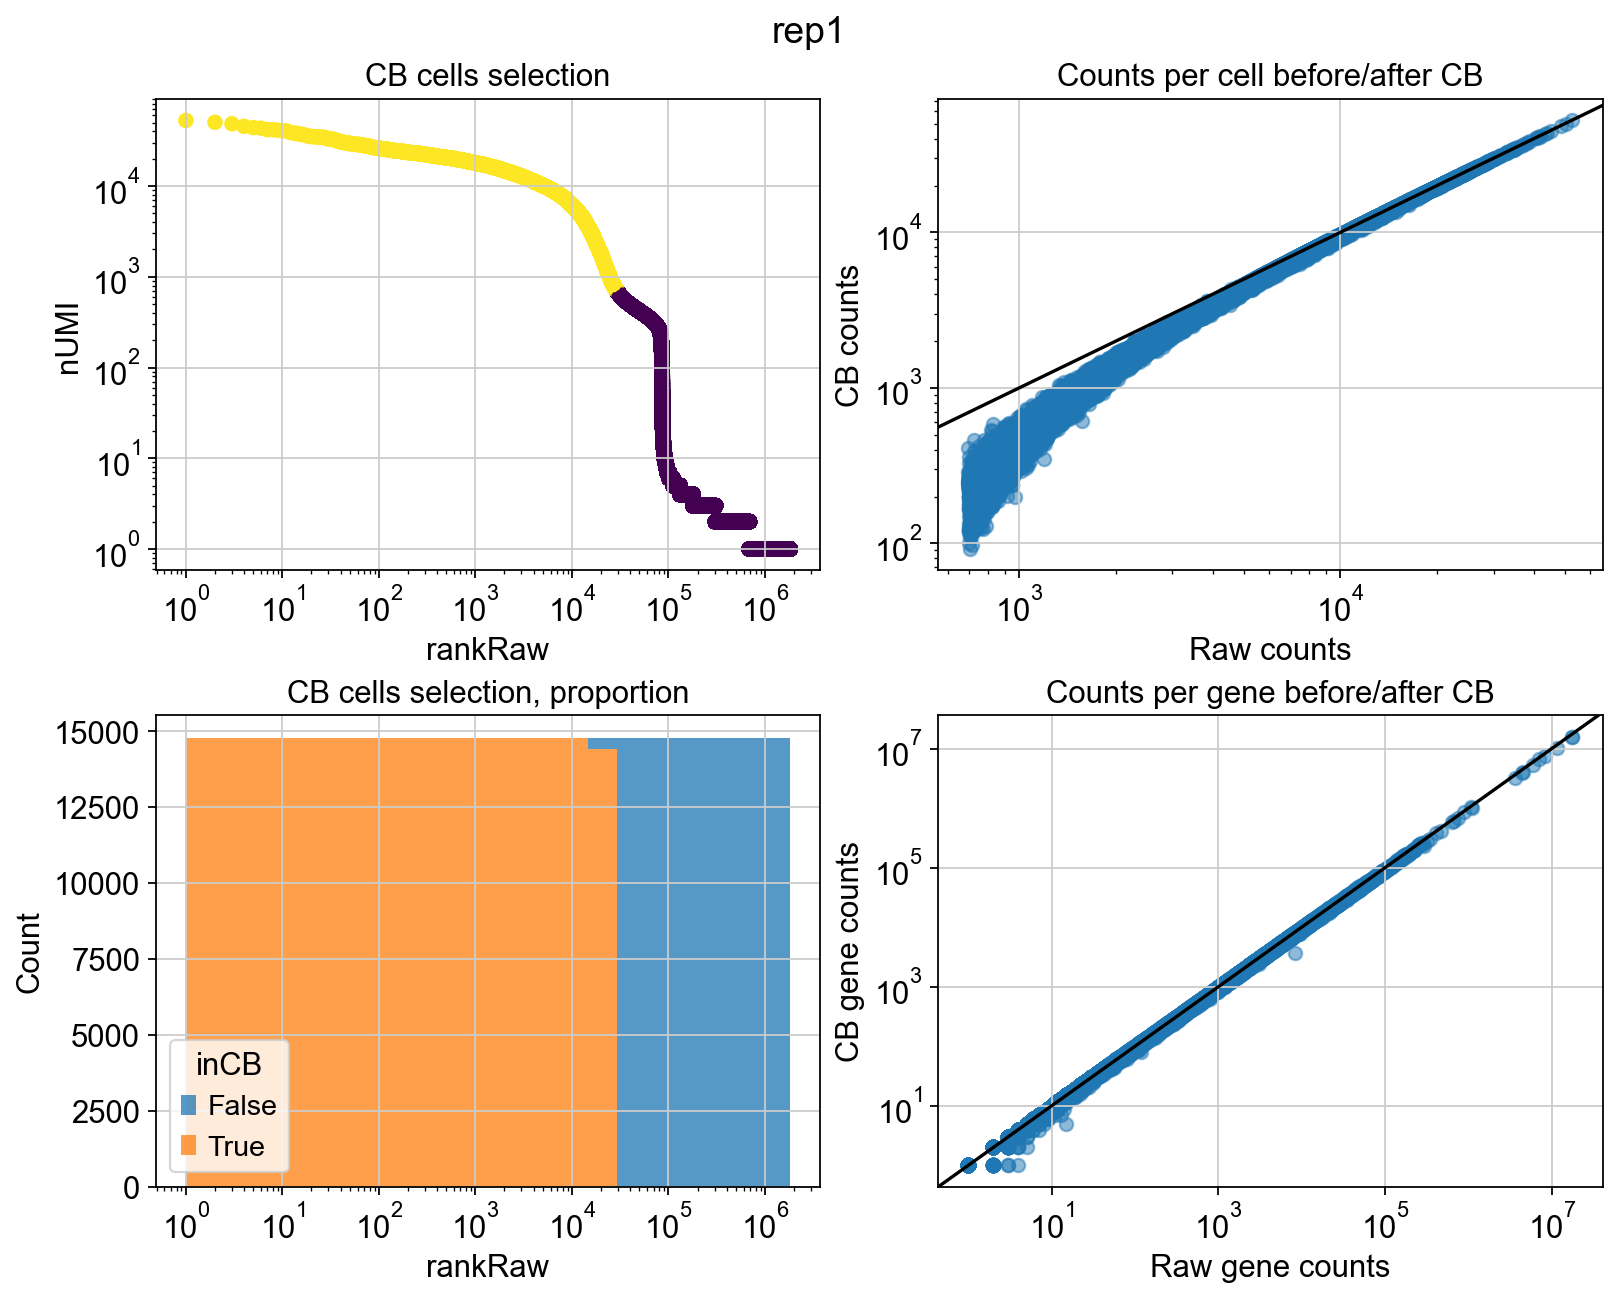 rep1
CB cells selection
nUMI
10^4
10^3
10^2
10^1
10^0
10^0 10^1 10^2 10^3 10^4 10^5 10^6
rankRaw
Counts per cell before/after CB
CB counts
10^4
10^3
10^2
10^3 10^4
Raw counts
CB cells selection, proportion
Count
15000
12500
10000
7500
5000
2500
0
inCB
False
True
10^0 10^1 10^2 10^3 10^4 10^5 10^6
rankRaw
Counts per gene before/after CB
CB gene counts
10^7
10^5
10^3
10^1
10^1 10^3 10^5 10^7
Raw gene counts